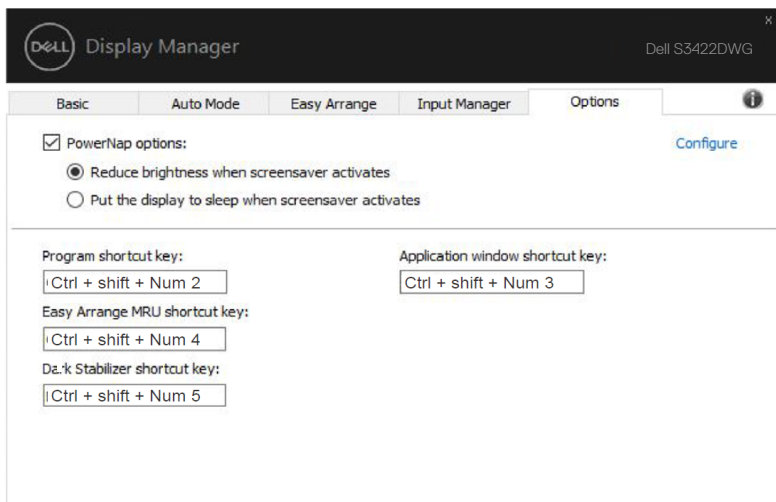 DELL Display Manager
Dell S3422DWG
Basic Auto Mode Easy Arrange Input Manager Options
PowerNap options: Configure
Reduce brightness when screensaver activates
Put the display to sleep when screensaver activates
Program shortcut key: Application window shortcut key:
Ctrl + shift + Num 2 Ctrl + shift + Num 3
Easy Arrange MRU shortcut key:
Ctrl + shift + Num 4
Dark Stabilizer shortcut key:
Ctrl + shift + Num 5